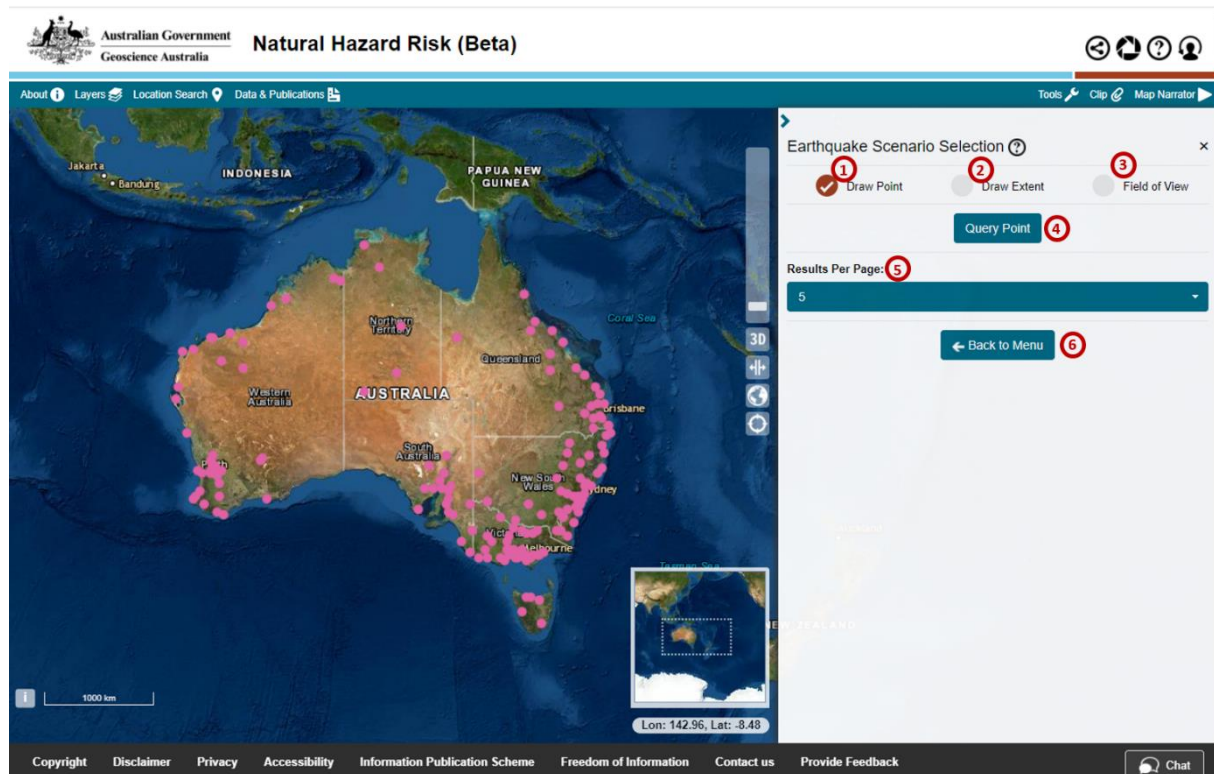 Australian Government
Geoscience Australia
Natural Hazard Risk (Beta)
About Layers Location Search Data & Publications
Tools Clip Map Narrator
Earthquake Scenario Selection ?
×
1 2 3
Draw Point Draw Extent Field of View
Query Point 4
Results Per Page: 5
5
← Back to Menu 6
Jakarta
Bandung
INDONESIA
PAPUA NEW
GUINEA
Coral Sea
Northern
Territory
Queensland
Western
Australia
AUSTRALIA
Brisbane
South
Australia
New South
Wales
Sydney
Perth
Victoria
Melbourne
Tasman Sea
NEW ZEALAND
3D
i 1000 km
Lon: 142.96, Lat: -8.48
Copyright Disclaimer Privacy Accessibility Information Publication Scheme Freedom of Information Contact us Provide Feedback
Chat